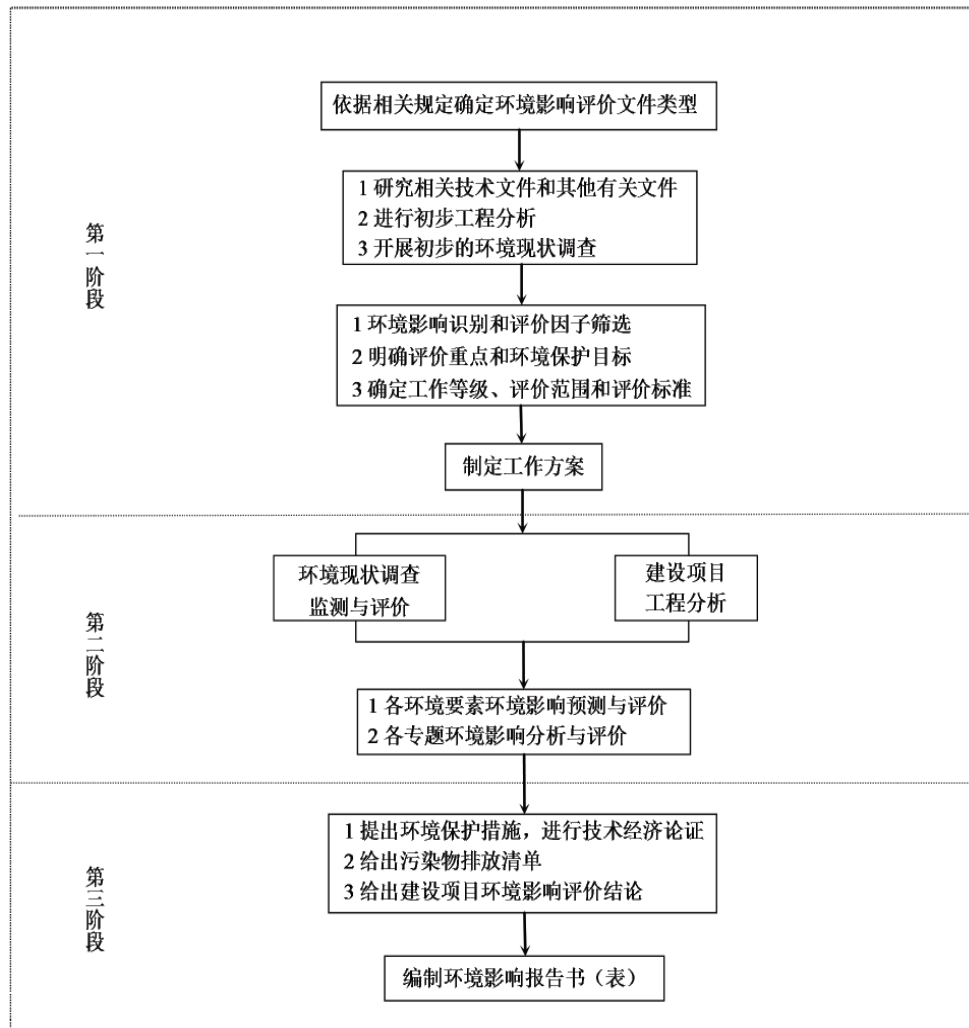 依据相关规定确定环境影响评价文件类型
1 研究相关技术文件和其他有关文件
2 进行初步工程分析
3 开展初步的环境现状调查
第一阶段
1 环境影响识别和评价因子筛选
2 明确评价重点和环境保护目标
3 确定工作等级、评价范围和评价标准
制定工作方案
环境现状调查
监测与评价
建设项目
工程分析
第二阶段
1 各环境要素环境影响预测与评价
2 各专题环境影响分析与评价
1 提出环境保护措施，进行技术经济论证
2 给出污染物排放清单
3 给出建设项目环境影响评价结论
第三阶段
编制环境影响报告书（表）